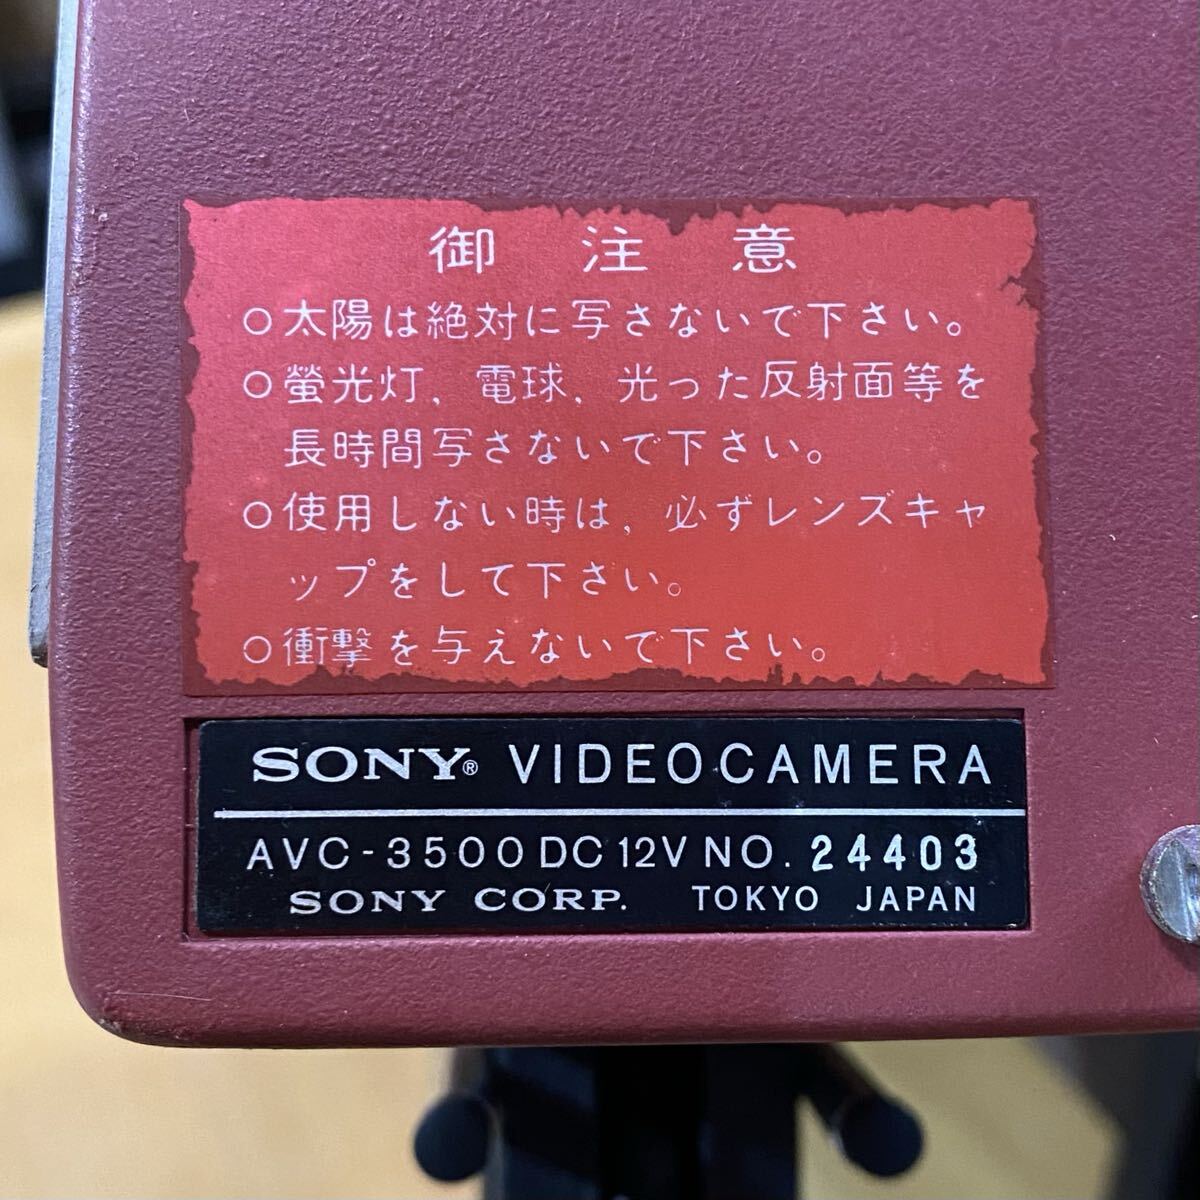 御注意
○太陽は絶対に写さないで下さい。
○螢光灯、電球、光った反射面等を
長時間写さないで下さい。
○使用しない時は、必ずレンズキャ
ップをして下さい。
○衝撃を与えないで下さい。
SONY® VIDEOCAMERA
AVC-3500 DC 12V NO. 24403
SONY CORP. TOKYO JAPAN